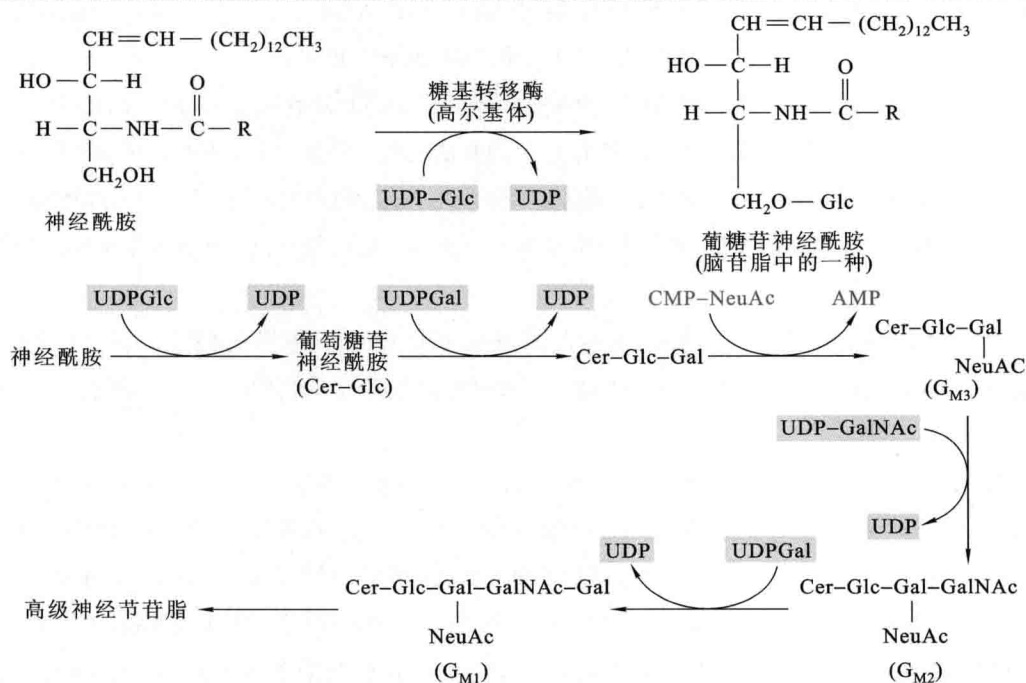 CH=CH—(CH₂)₁₂CH₃
HO—C—H
O
H—C—NH—C—R
CH₂OH
神经酰胺
糖基转移酶
(高尔基体)
UDP–Glc
UDP
CH=CH—(CH₂)₁₂CH₃
HO—C—H
O
H—C—NH—C—R
CH₂O—Glc
葡糖苷神经酰胺
(脑苷脂中的一种)
UDPGlc
UDP
UDPGal
UDP
CMP–NeuAc
AMP
神经酰胺
葡萄糖苷
神经酰胺
(Cer–Glc)
Cer–Glc–Gal
Cer–Glc–Gal
NeuAC
(G_M3)
UDP–GalNAc
UDP
UDP
UDPGal
高级神经节苷脂
Cer–Glc–Gal–GalNAc–Gal
NeuAc
(G_M1)
Cer–Glc–Gal–GalNAc
NeuAc
(G_M2)